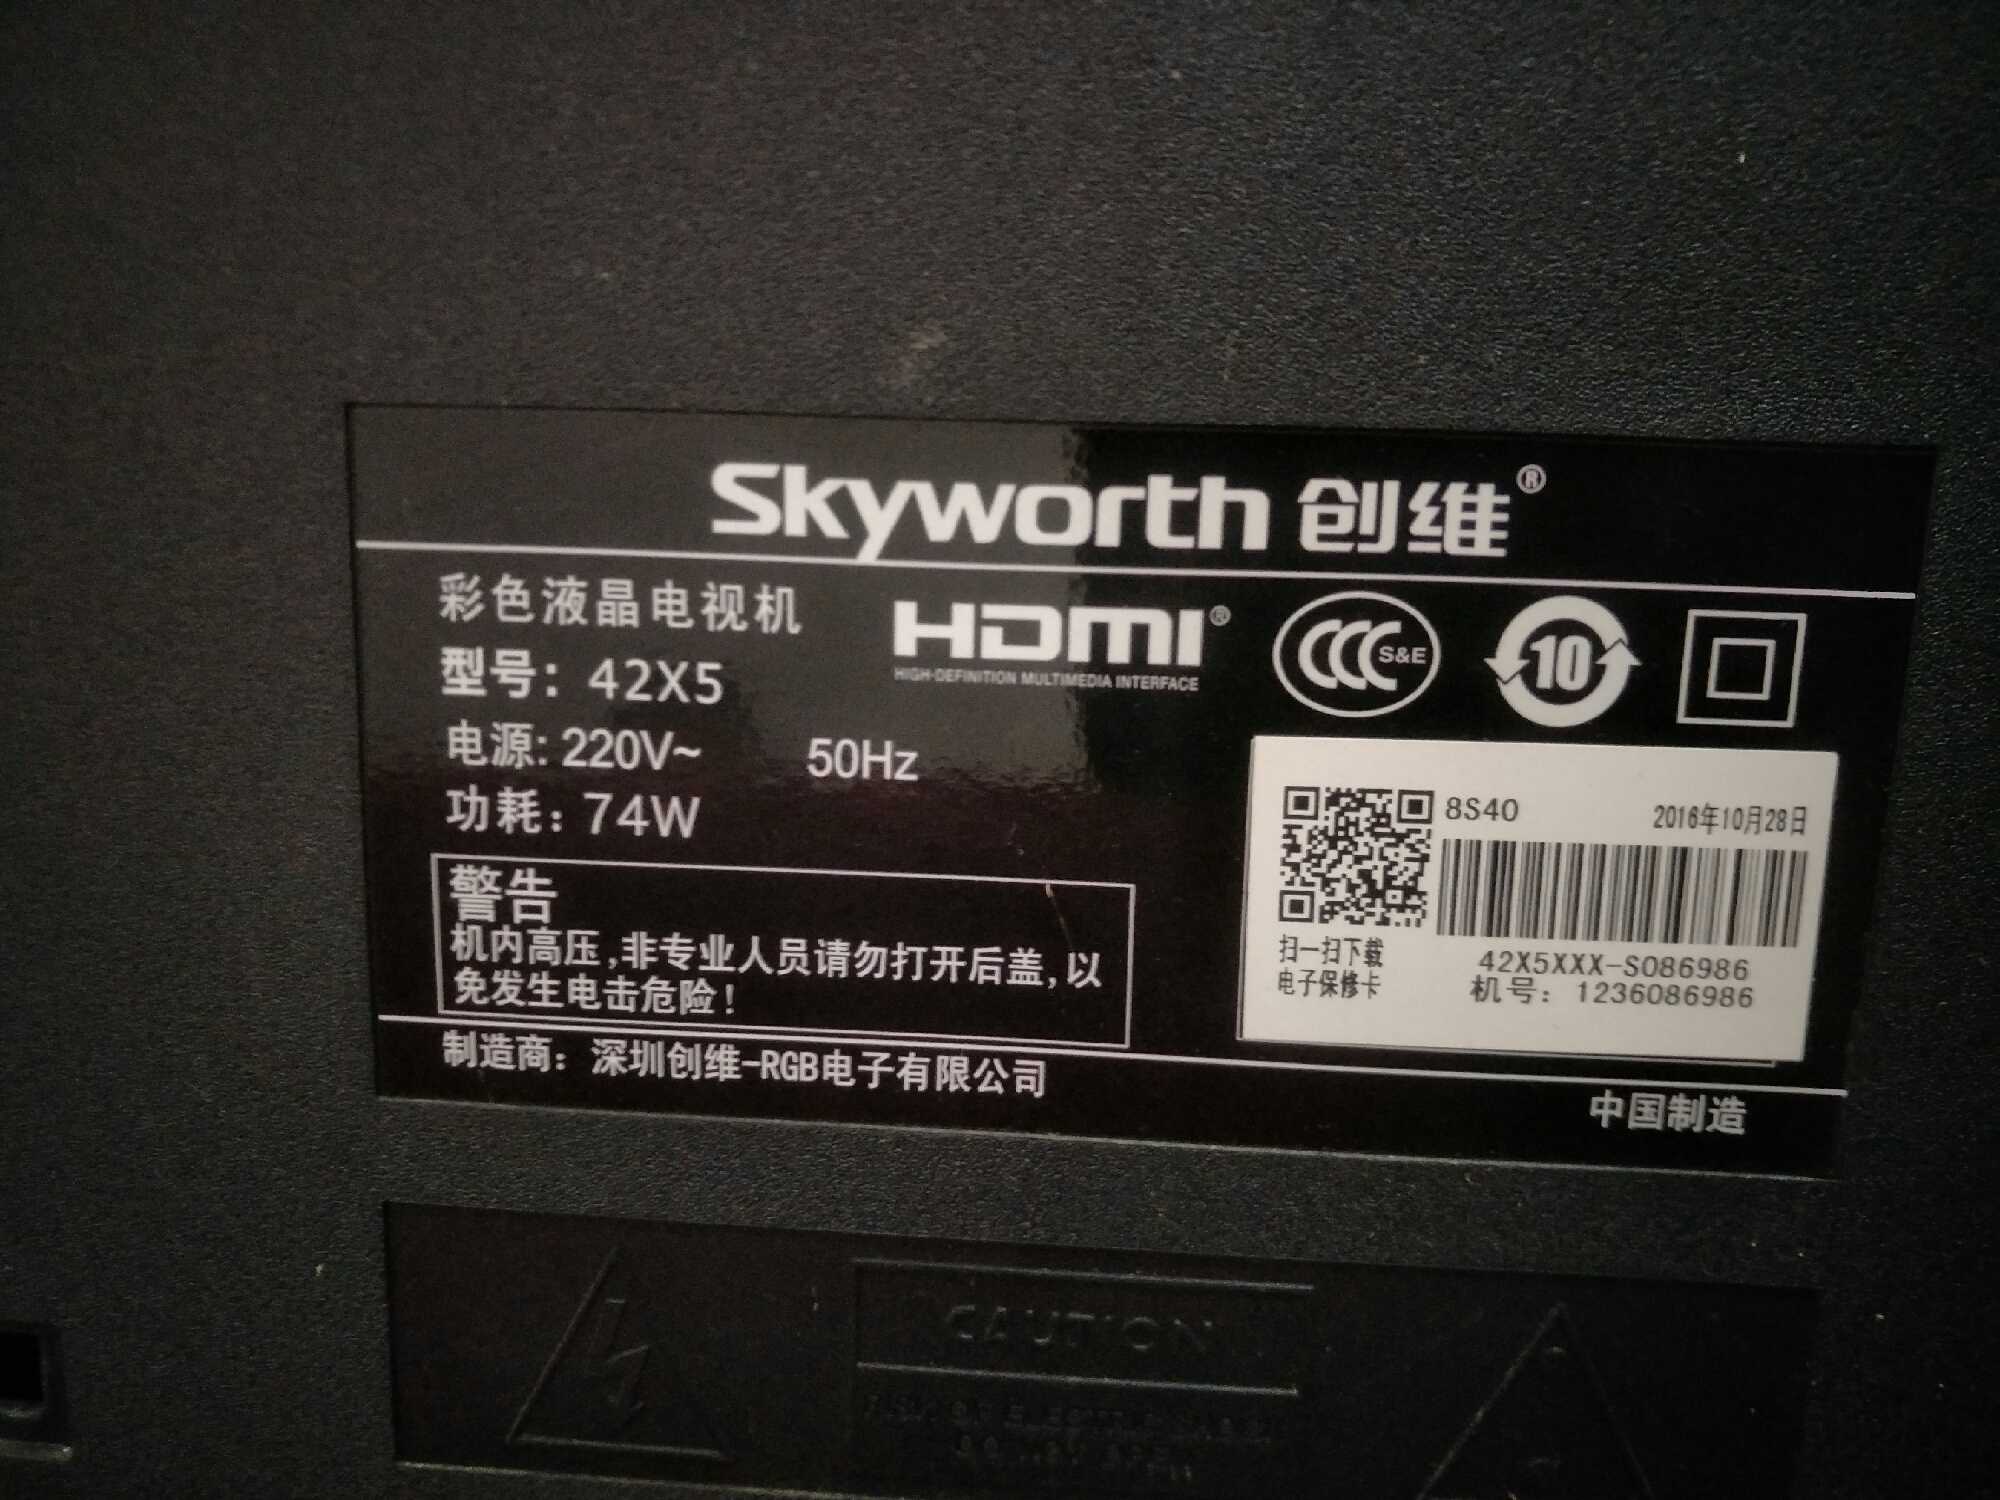 Skyworth 创维®
彩色液晶电视机
型号：42X5
电源：220V~ 50Hz
功耗：74W
HDMI®
HIGH-DEFINITION MULTIMEDIA INTERFACE
CCC S&E
10
8S40 2016年10月28日
扫一扫下载
电子保修卡
42X5XXX-S086986
机号：1236086986
警告
机内高压,非专业人员请勿打开后盖,以
免发生电击危险!
制造商：深圳创维-RGB电子有限公司
中国制造
CAUTION